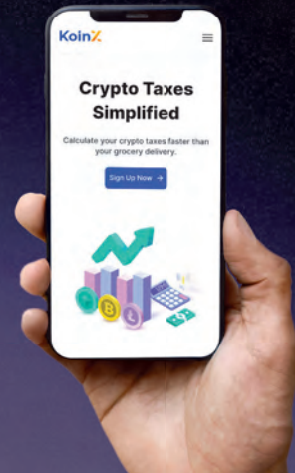 KoinX
Crypto Taxes
Simplified
Calculate your crypto taxes faster than
your grocery delivery.
Sign Up Now →